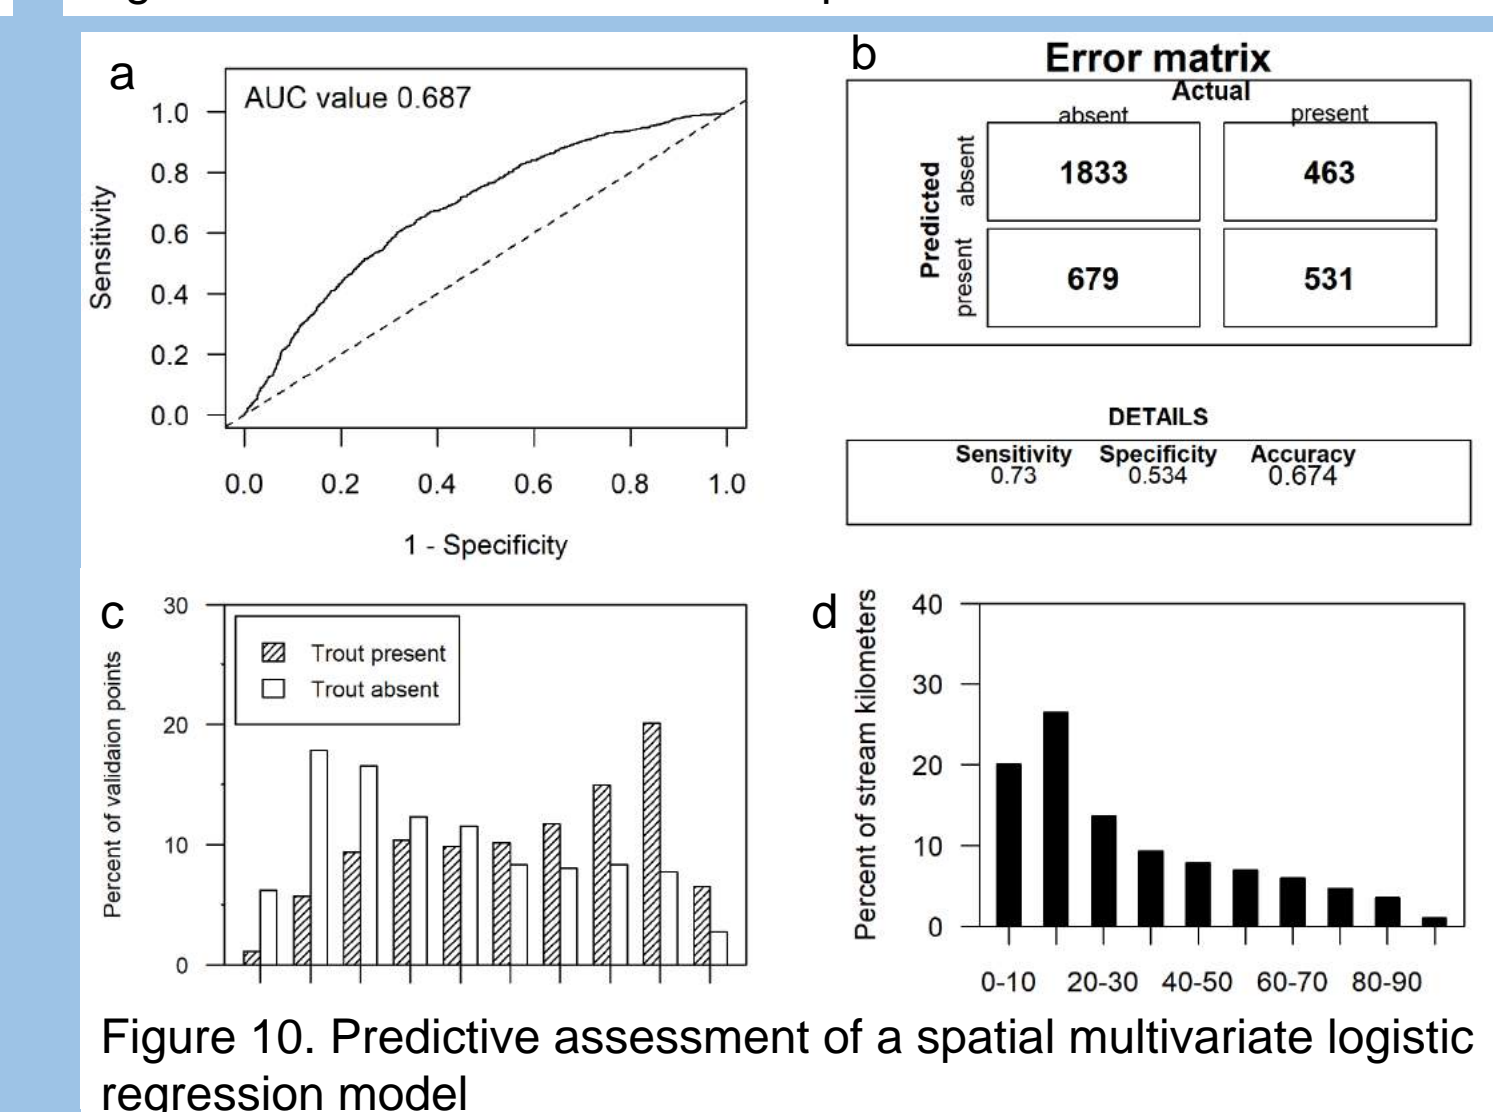 a
AUC value 0.687
1.0
0.8
0.6
0.4
0.2
0.0
Sensitivity
0.0 0.2 0.4 0.6 0.8 1.0
1 - Specificity
b
Error matrix
Actual
absent present
Predicted
absent
1833 463
present
679 531
DETAILS
Sensitivity Specificity Accuracy
0.73 0.534 0.674
c
30
20
10
0
Percent of validaion points
Trout present
Trout absent
d
40
30
20
10
0
Percent of stream kilometers
0-10 20-30 40-50 60-70 80-90
Figure 10. Predictive assessment of a spatial multivariate logistic
regression model